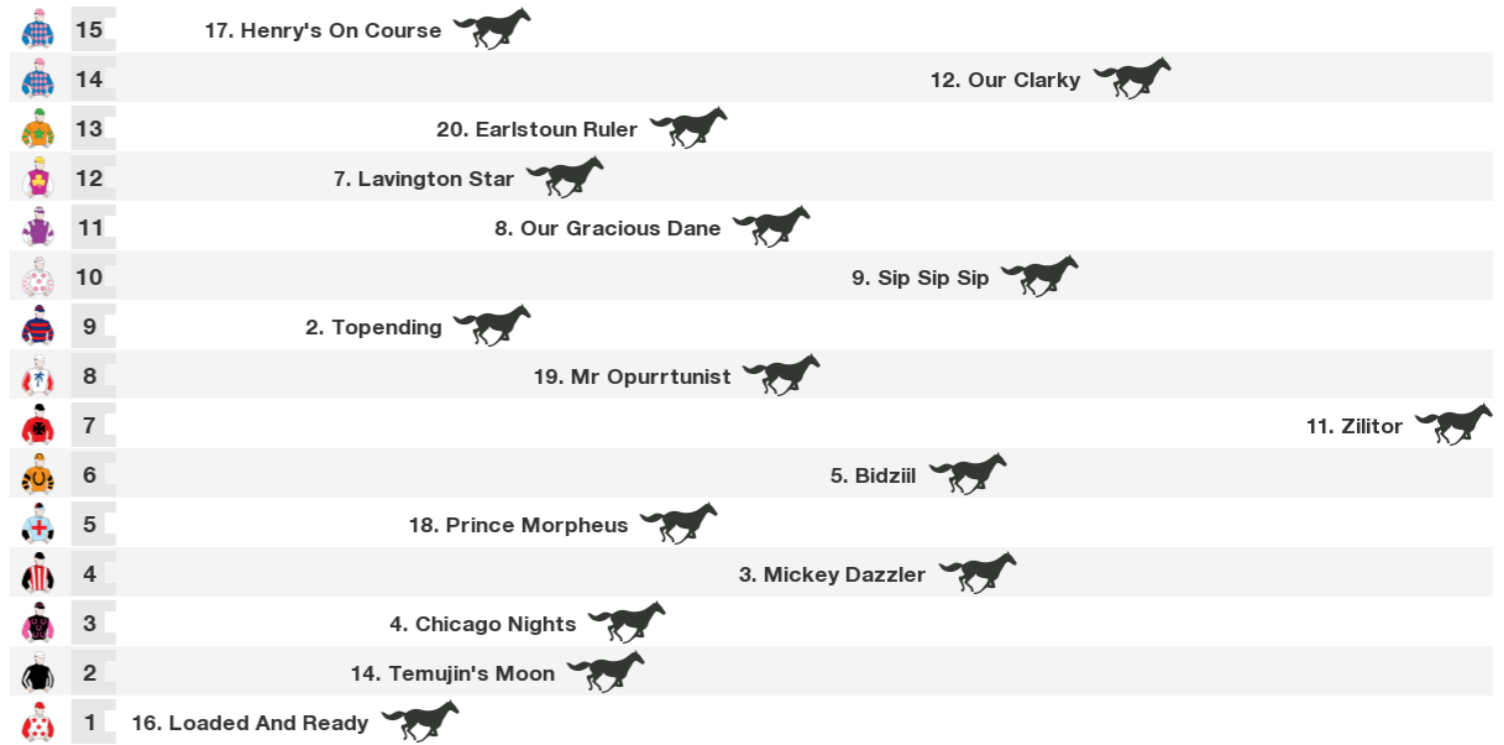 15 17. Henry's On Course
14 12. Our Clarky
13 20. Earlstoun Ruler
12 7. Lavington Star
11 8. Our Gracious Dane
10 9. Sip Sip Sip
9 2. Topending
8 19. Mr Opurrtunist
7 11. Zilitor
6 5. Bidziil
5 18. Prince Morpheus
4 3. Mickey Dazzler
3 4. Chicago Nights
2 14. Temujin's Moon
1 16. Loaded And Ready